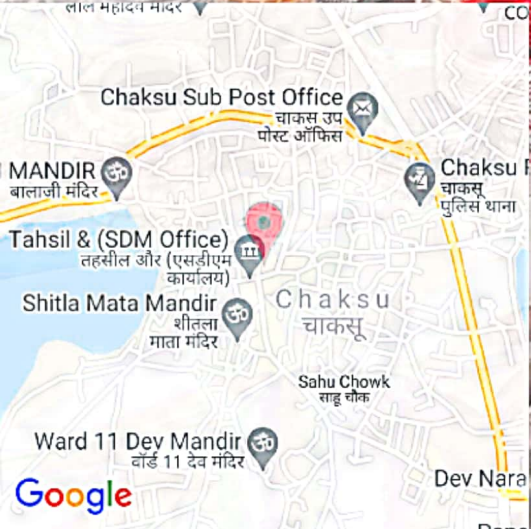 लाल महादेव मंदिर
CO
Chaksu Sub Post Office
चाकसू उप
पोस्ट ऑफिस
MANDIR
बालाजी मंदिर
Chaksu
चाकसू
पुलिस थाना
Tahsil & (SDM Office)
तहसील और (एसडीएम
कार्यालय)
Shitla Mata Mandir
शीतला
माता मंदिर
Chaksu
चाकसू
Sahu Chowk
साहू चौक
Ward 11 Dev Mandir
वॉर्ड 11 देव मंदिर
Dev Nara
Google